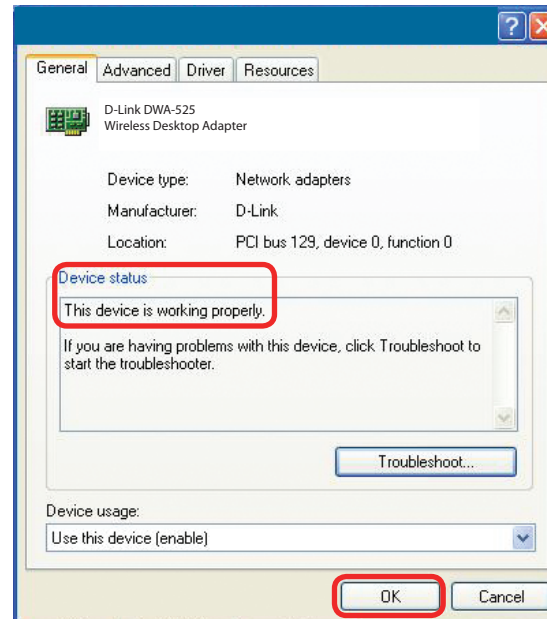 ?
General Advanced Driver Resources
D-Link DWA-525
Wireless Desktop Adapter
Device type: Network adapters
Manufacturer: D-Link
Location: PCI bus 129, device 0, function 0
Device status
This device is working properly.
If you are having problems with this device, click Troubleshoot to
start the troubleshooter.
Troubleshoot...
Device usage:
Use this device (enable)
OK Cancel